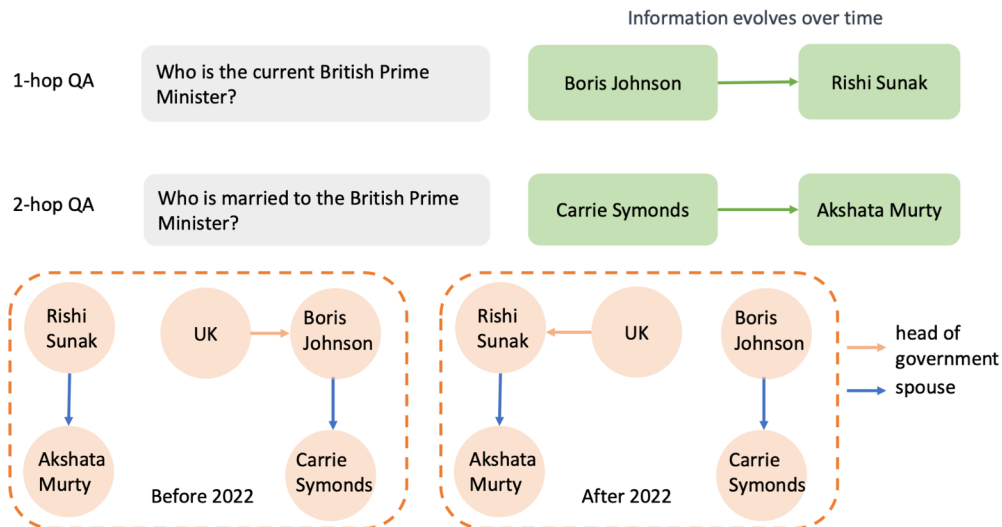 Information evolves over time
1-hop QA
Who is the current British Prime
Minister?
Boris Johnson
Rishi Sunak
2-hop QA
Who is married to the British Prime
Minister?
Carrie Symonds
Akshata Murty
Rishi
Sunak
UK
Boris
Johnson
Akshata
Murty
Carrie
Symonds
Before 2022
Rishi
Sunak
UK
Boris
Johnson
Akshata
Murty
Carrie
Symonds
After 2022
head of
government
spouse